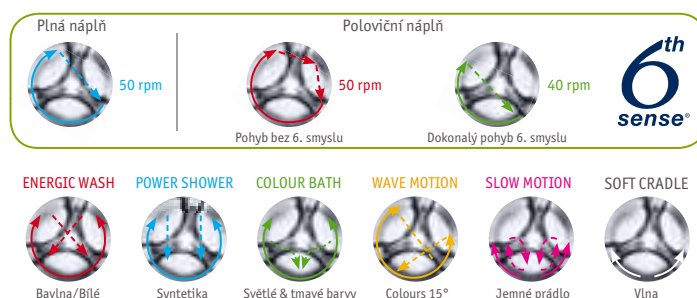 Plná náplň
Poloviční náplň
50 rpm
50 rpm
40 rpm
6th
sense®
Pohyb bez 6. smyslu
Dokonalý pohyb 6. smyslu
ENERGIC WASH
POWER SHOWER
COLOUR BATH
WAVE MOTION
SLOW MOTION
SOFT CRADLE
Bavlna/Bílé
Syntetika
Světlé & tmavé barvy
Colours 15°
Jemné prádlo
Vlna